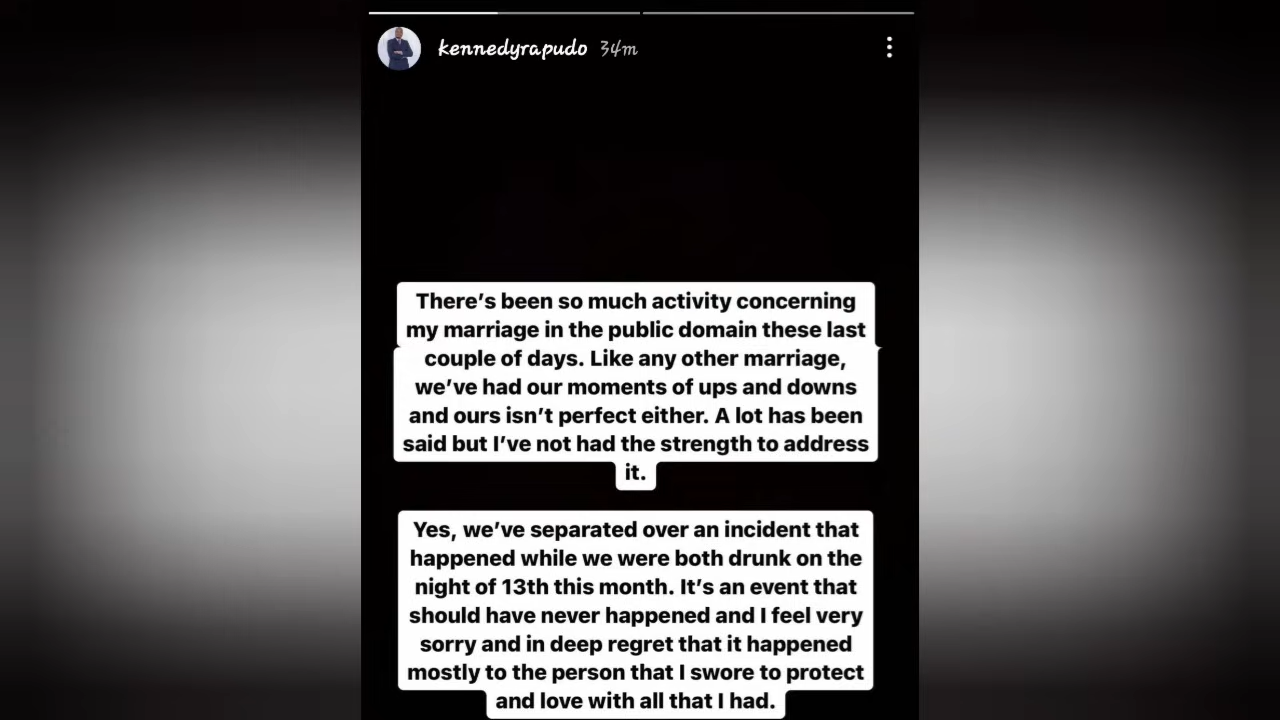 kennedyrapudo 34m
There's been so much activity concerning
my marriage in the public domain these last
couple of days. Like any other marriage,
we've had our moments of ups and downs
and ours isn't perfect either. A lot has been
said but I've not had the strength to address
it.
Yes, we've separated over an incident that
happened while we were both drunk on the
night of 13th this month. It's an event that
should have never happened and I feel very
sorry and in deep regret that it happened
mostly to the person that I swore to protect
and love with all that I had.